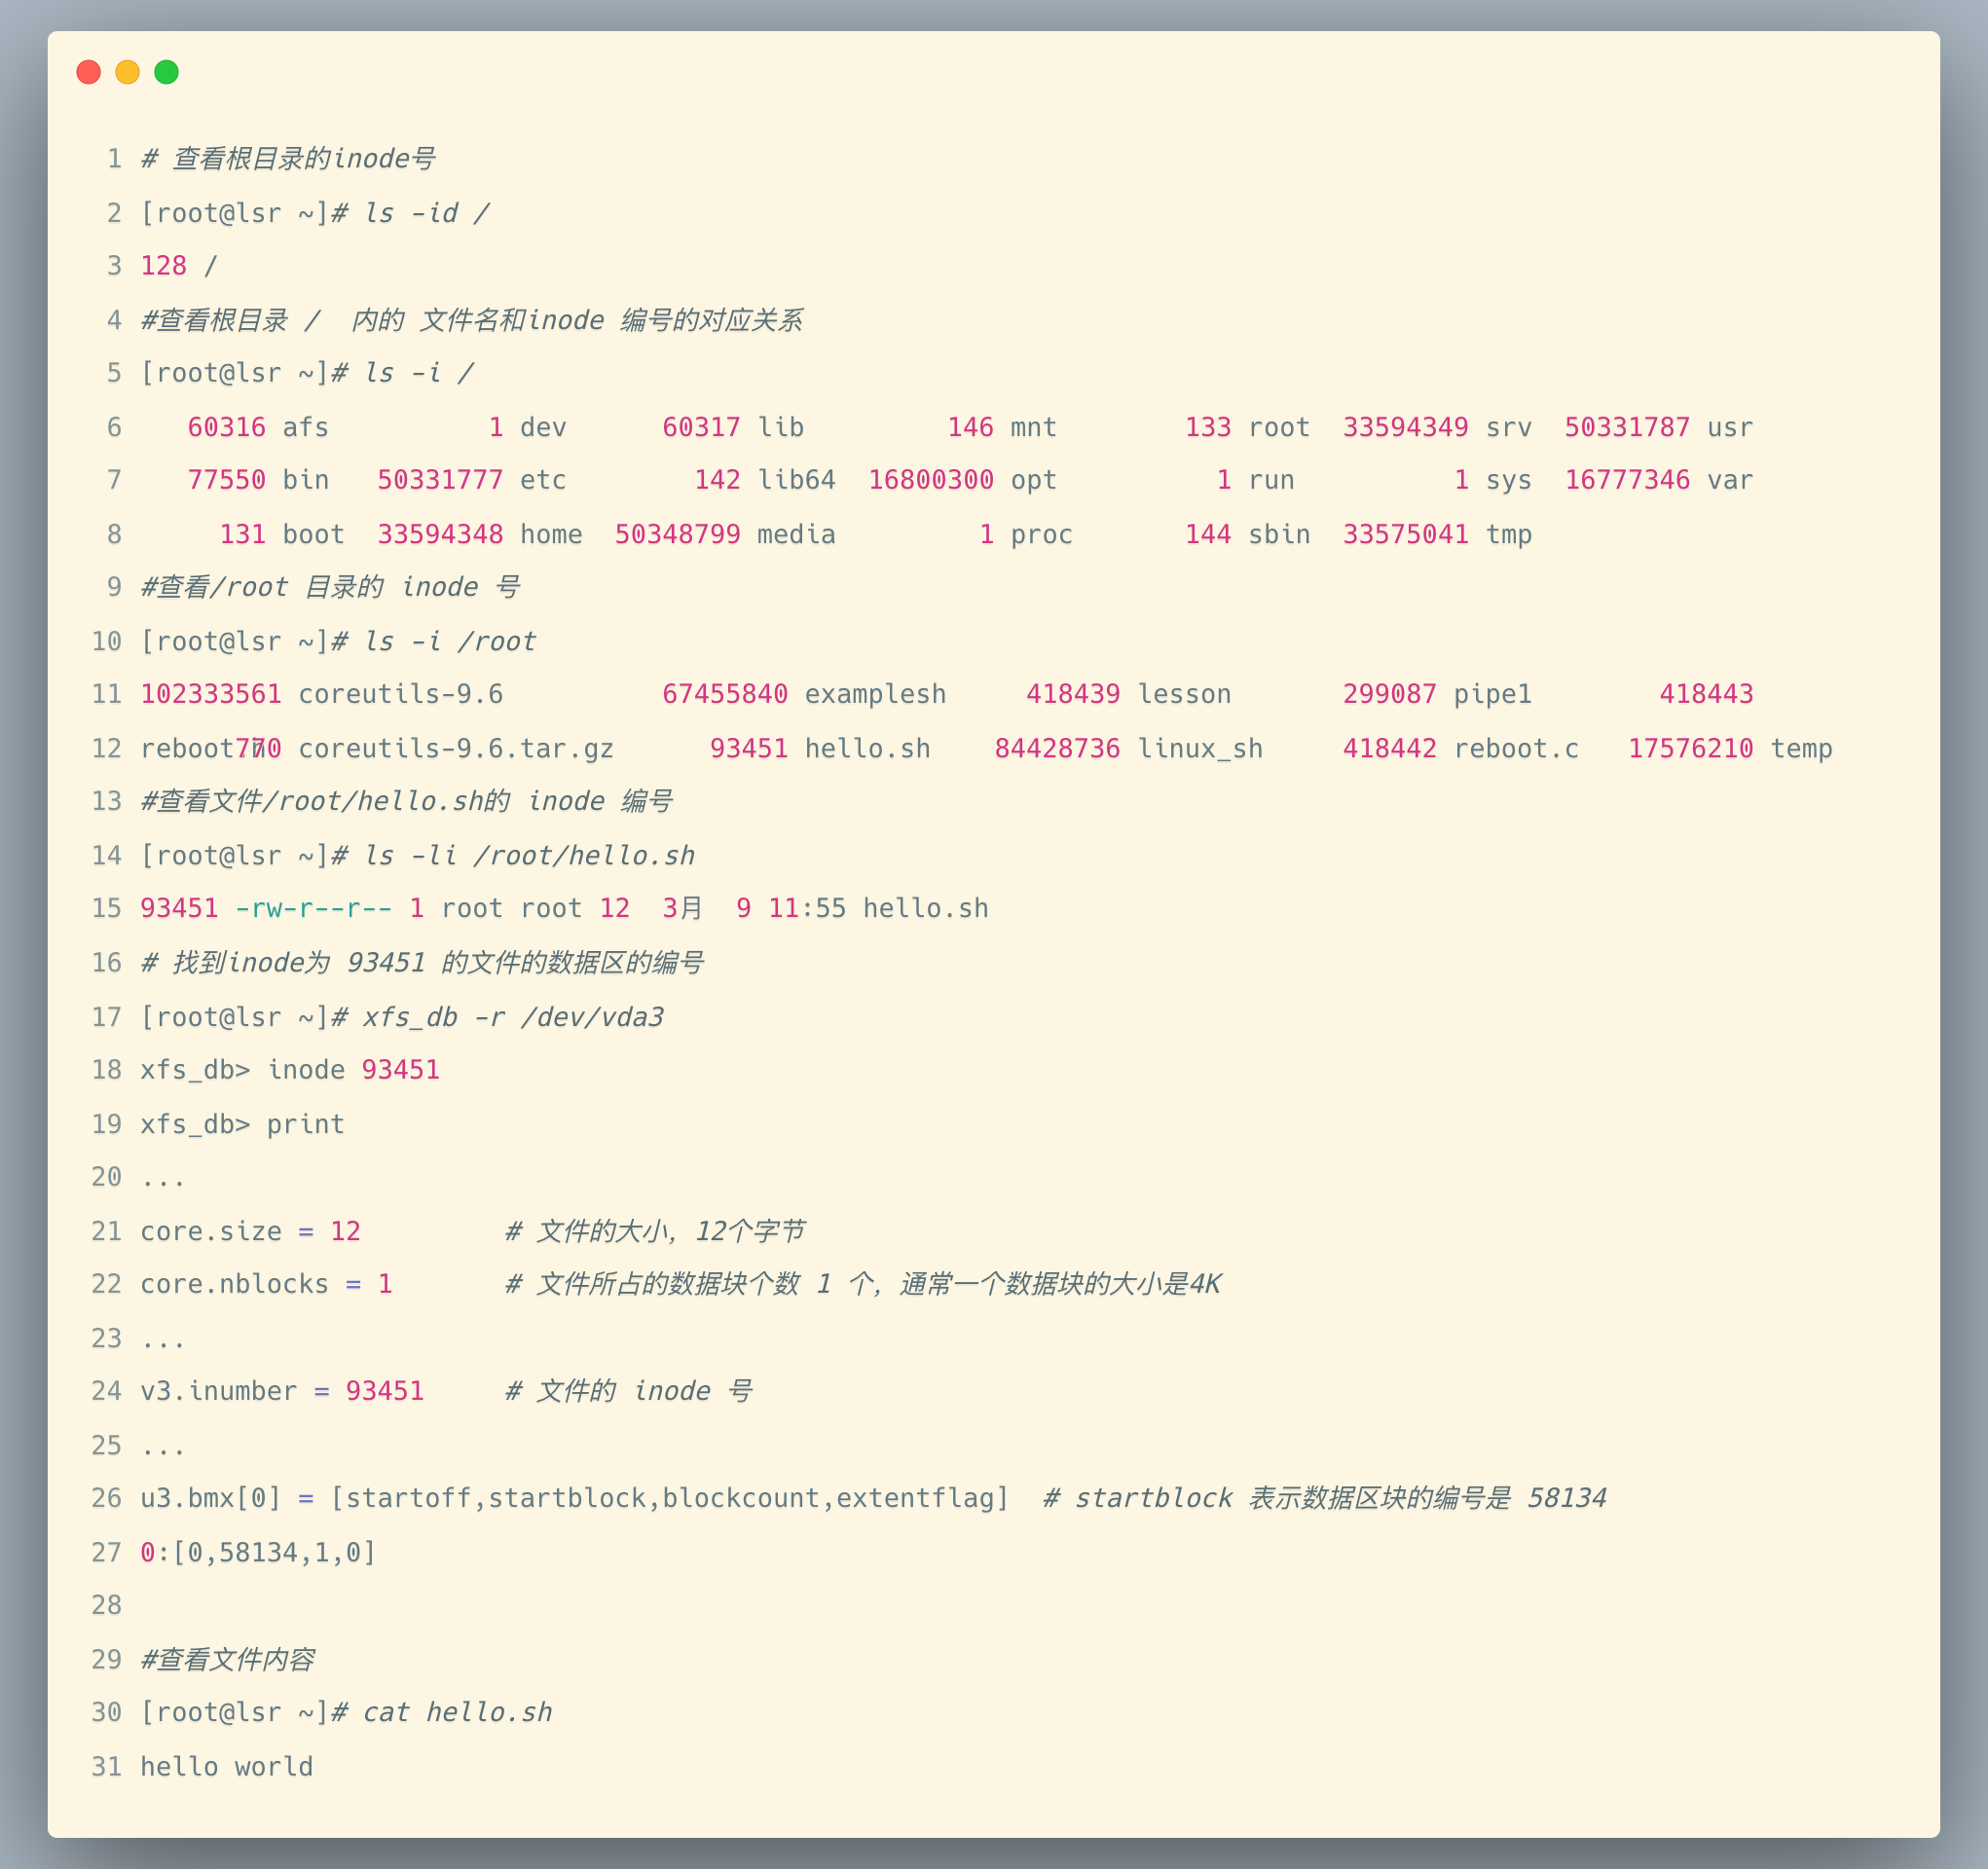 1 # 查看根目录的inode号
2 [root@lsr ~]# ls -id /
3 128 /
4 #查看根目录 /  内的 文件名和inode 编号的对应关系
5 [root@lsr ~]# ls -i /
6    60316 afs          1 dev      60317 lib         146 mnt        133 root  33594349 srv  50331787 usr
7    77550 bin   50331777 etc        142 lib64  16800300 opt          1 run          1 sys  16777346 var
8      131 boot  33594348 home  50348799 media         1 proc       144 sbin  33575041 tmp
9 #查看/root 目录的 inode 号
10 [root@lsr ~]# ls -i /root
11 102333561 coreutils-9.6          67455840 examplesh     418439 lesson       299087 pipe1        418443
12 reboot 770 coreutils-9.6.tar.gz      93451 hello.sh    84428736 linux_sh     418442 reboot.c   17576210 temp
13 #查看文件/root/hello.sh的 inode 编号
14 [root@lsr ~]# ls -li /root/hello.sh
15 93451 -rw-r--r-- 1 root root 12  3月  9 11:55 hello.sh
16 # 找到inode为 93451 的文件的数据区的编号
17 [root@lsr ~]# xfs_db -r /dev/vda3
18 xfs_db> inode 93451
19 xfs_db> print
20 ...
21 core.size = 12         # 文件的大小, 12个字节
22 core.nblocks = 1       # 文件所占的数据块个数 1 个, 通常一个数据块的大小是4K
23 ...
24 v3.inumber = 93451     # 文件的 inode 号
25 ...
26 u3.bmx[0] = [startoff,startblock,blockcount,extentflag]  # startblock 表示数据区块的编号是 58134
27 0:[0,58134,1,0]
28
29 #查看文件内容
30 [root@lsr ~]# cat hello.sh
31 hello world